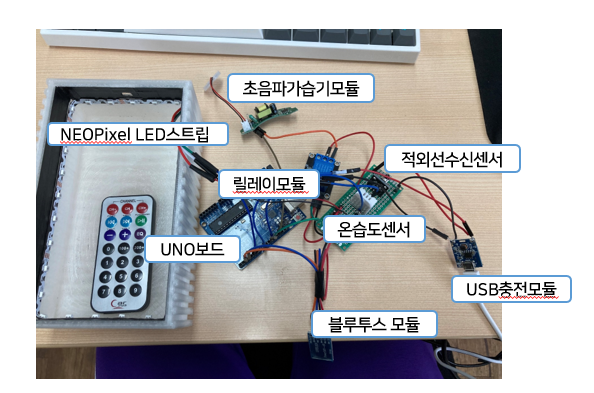 초음파가습기모듈
NEOPixel LED스트립
적외선수신센서
릴레이모듈
온습도센서
UNO보드
USB충전모듈
블루투스 모듈